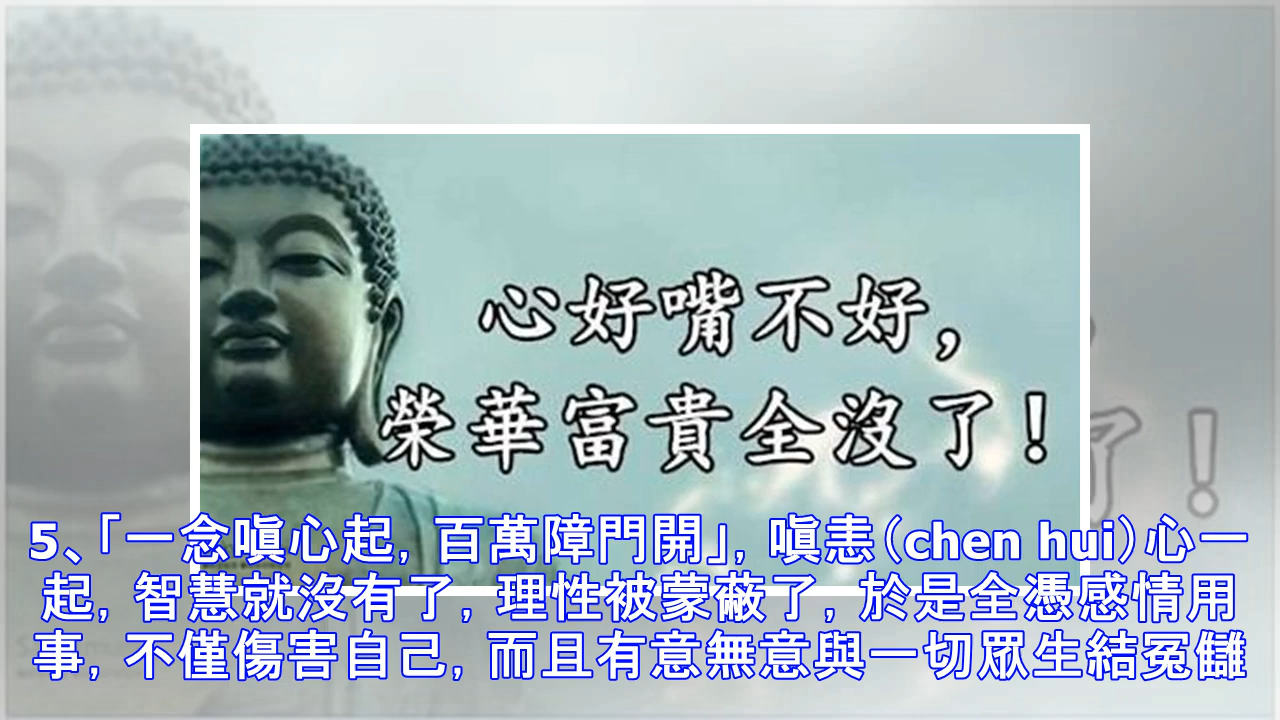 心好嘴不好，
榮華富貴全沒了！
5、「一念嗔心起，百萬障門開」，嗔恚（chen hui）心一
起，智慧就沒有了，理性被蒙蔽了，於是全憑感情用
事，不僅傷害自己，而且有意無意與一切眾生結冤讎
了！